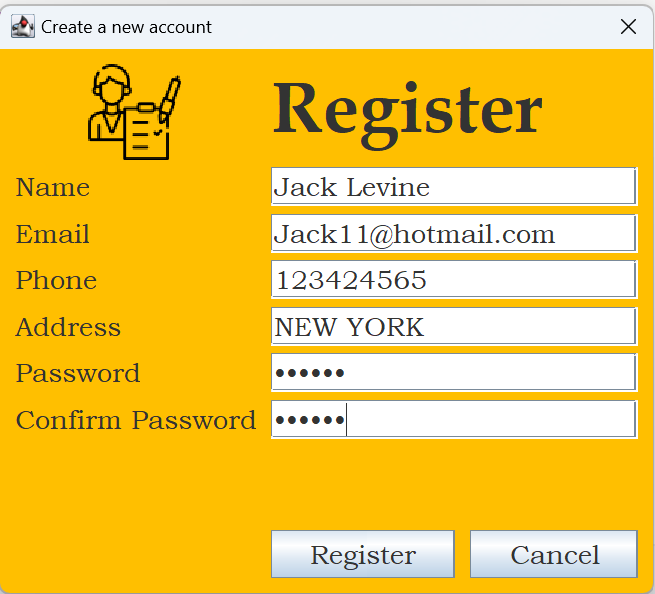 Create a new account
Register
Name Jack Levine
Email Jack11@hotmail.com
Phone 123424565
Address NEW YORK
Password ••••••
Confirm Password ••••••
Register Cancel